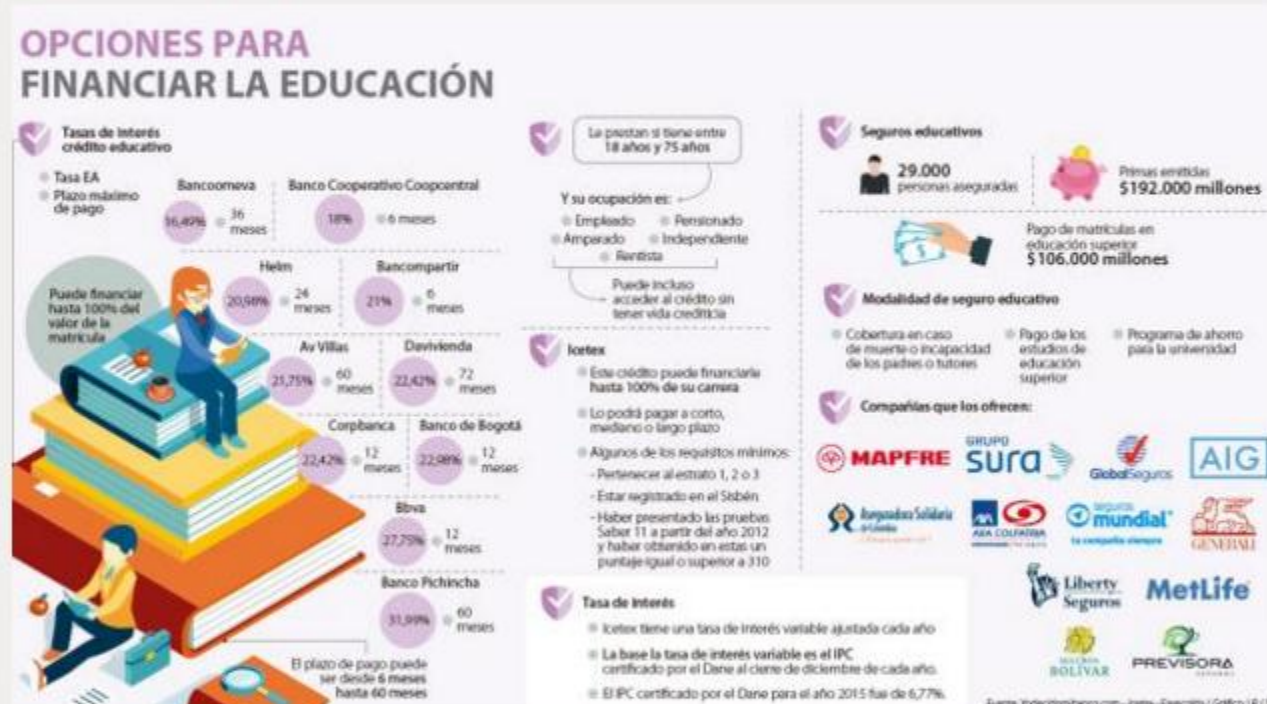 OPCIONES PARA
FINANCIAR LA EDUCACIÓN
Tasas de interés
crédito educativo
Tasa EA
Plazo máximo
de pago
Bancoomeva
16,49%
36
meses
Banco Cooperativo Coopcentral
18%
6 meses
Helm
20,98%
24
meses
Bancompartir
21%
6
meses
Puede financiar
hasta 100% del
valor de la
matrícula
Av Villas
21,75%
60
meses
Davivienda
22,42%
72
meses
Corpbanca
22,42%
12
meses
Banco de Bogotá
22,98%
12
meses
Bbva
27,75%
12
meses
Banco Pichincha
31,99%
60
meses
El plazo de pago puede
ser desde 6 meses
hasta 60 meses
Le prestan si tiene entre
18 años y 75 años
Y su ocupación es:
Empleado
Pensionado
Amparado
Independiente
Rentista
Puede incluso
acceder al crédito sin
tener vida crediticia
Icetex
Este crédito puede financiarle
hasta 100% de su carrera
Lo podrá pagar a corto,
mediano o largo plazo
Algunos de los requisitos mínimos:
- Pertenecer al estrato 1, 2 o 3
- Estar registrado en el Sisbén
- Haber presentado las pruebas
Saber 11 a partir del año 2012
y haber obtenido en estas un
puntaje igual o superior a 310
Tasa de interés
Icetex tiene una tasa de interés variable ajustada cada año
La base la tasa de interés variable es el IPC
certificado por el Dane al cierre de diciembre de cada año.
El IPC certificado por el Dane para el año 2015 fue de 6,77%.
Seguros educativos
29.000
personas aseguradas
Primas emitidas
$192.000 millones
Pago de matrículas en
educación superior
$106.000 millones
Modalidad de seguro educativo
Cobertura en caso
de muerte o incapacidad
de los padres o tutores
Pago de los
estudios de
educación
superior
Programa de ahorro
para la universidad
Compañías que los ofrecen:
MAPFRE
GRUPO
sura
GlobalSeguros
AIG
Aseguradora Solidaria
de Colombia
AXA COLPATRIA
seguros
mundial
tu compañía siempre
GENERALI
Liberty
Seguros
MetLife
SEGUROS
BOLÍVAR
PREVISORA
SEGUROS